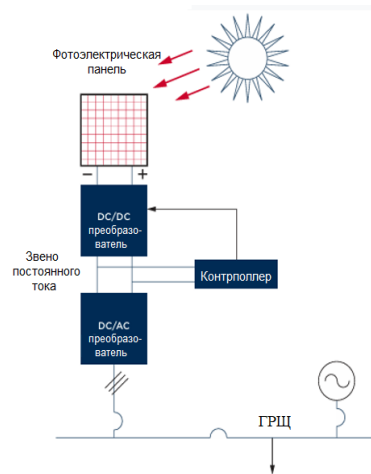 Фотоэлектрическая
панель
− +
DC/DC
преобразо-
ватель
Звено
постоянного
тока
Контрполлер
DC/AC
преобразо-
ватель
ГРЩ